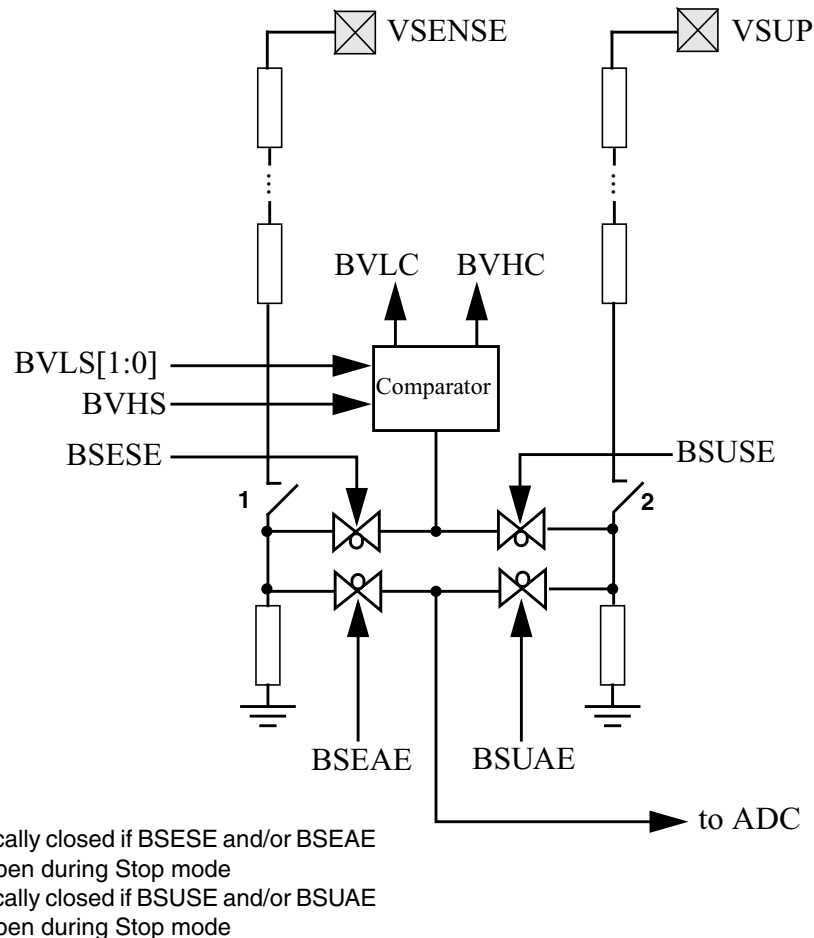 VSENSE
VSUP
BVLC
BVHC
BVLS[1:0]
Comparator
BVHS
BSESE
BSUSE
1
2
BSEAE
BSUAE
to ADC
cally closed if BSESE and/or BSEAE
pen during Stop mode
cally closed if BSUSE and/or BSUAE
pen during Stop mode